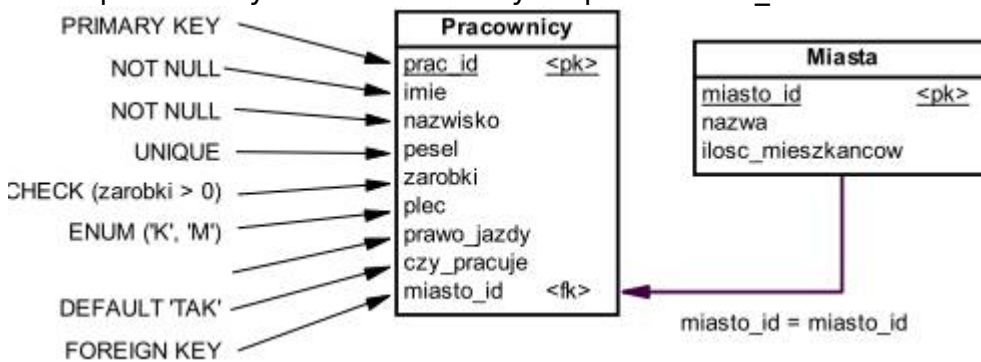 PRIMARY KEY
NOT NULL
NOT NULL
UNIQUE
CHECK (zarobki > 0)
ENUM ('K', 'M')
DEFAULT 'TAK'
FOREIGN KEY
Pracownicy
prac_id <pk>
imie
nazwisko
pesel
zarobki
plec
prawo_jazdy
czy_pracuje
miasto_id <fk>
Miasta
miasto_id <pk>
nazwa
ilosc_mieszkancow
miasto_id = miasto_id